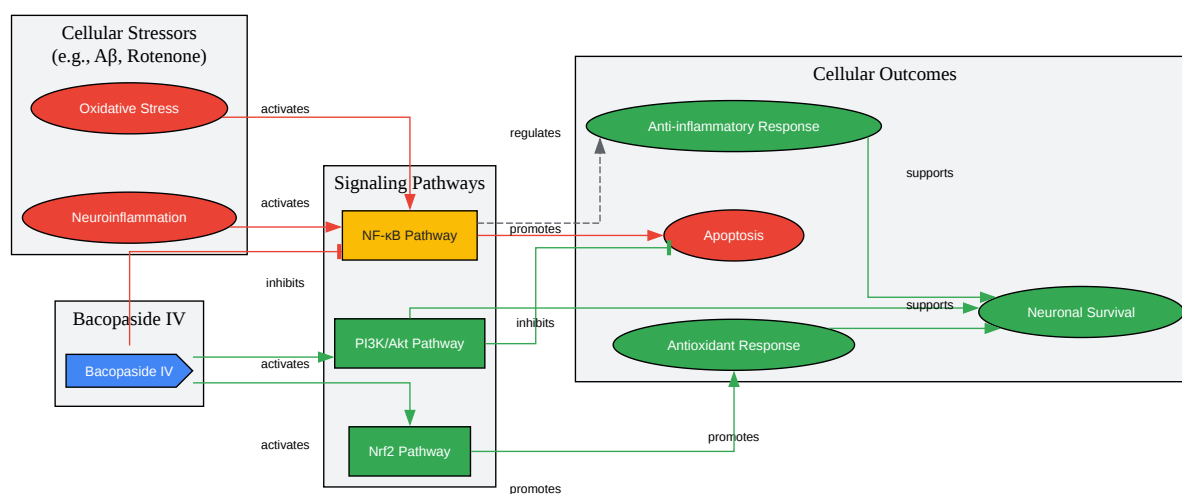 Cellular Stressors
(e.g., Aβ, Rotenone)
Oxidative Stress
Neuroinflammation
activates
activates
inhibits
Bacopaside IV
Bacopaside IV
activates
activates
Signaling Pathways
NF-κB Pathway
PI3K/Akt Pathway
Nrf2 Pathway
regulates
promotes
inhibits
promotes
promotes
Cellular Outcomes
Anti-inflammatory Response
Apoptosis
Antioxidant Response
supports
supports
Neuronal Survival